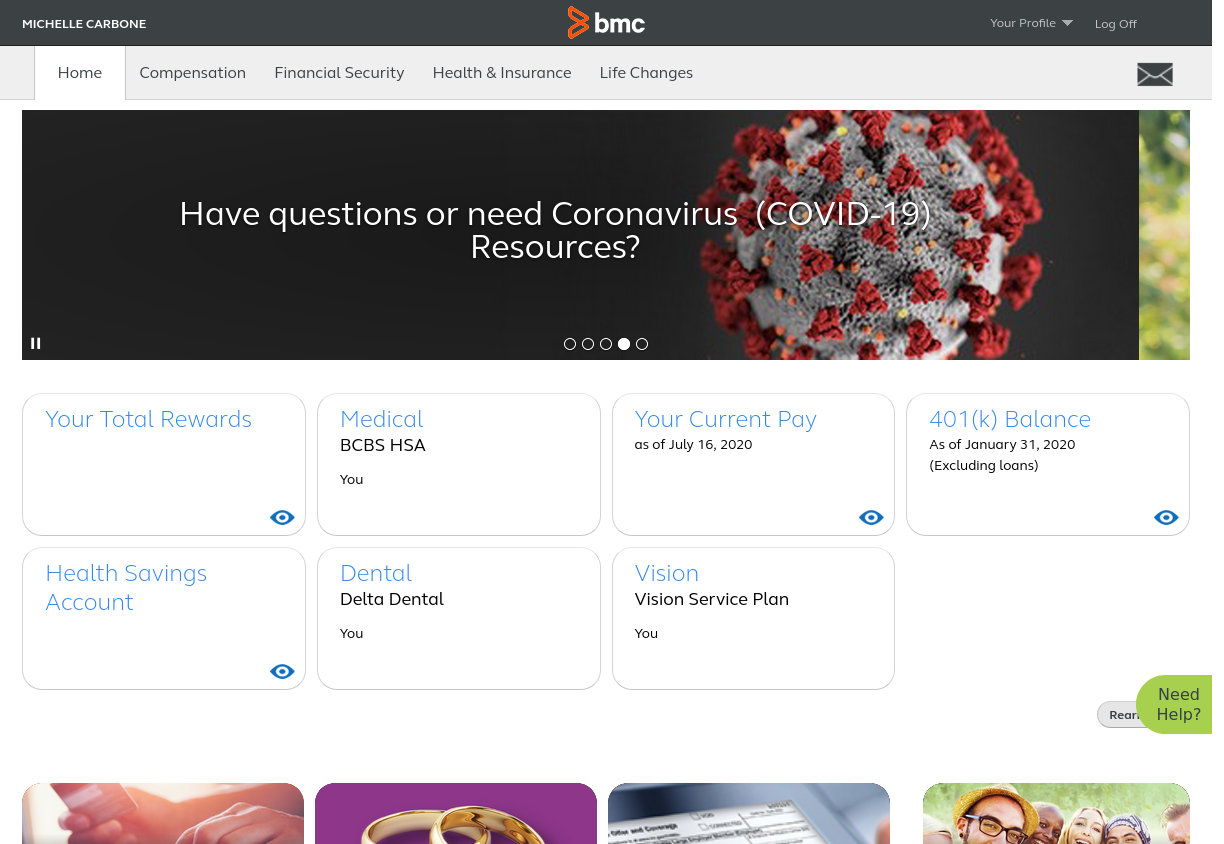 MICHELLE CARBONE
bmc
Your Profile
Log Off
Home
Compensation
Financial Security
Health & Insurance
Life Changes
Have questions or need Coronavirus (COVID-19)
Resources?
Your Total Rewards
Medical
BCBS HSA
You
Your Current Pay
as of July 16, 2020
401(k) Balance
As of January 31, 2020
(Excluding loans)
Health Savings
Account
Dental
Delta Dental
You
Vision
Vision Service Plan
You
Need
Help?
Offer and Coverage